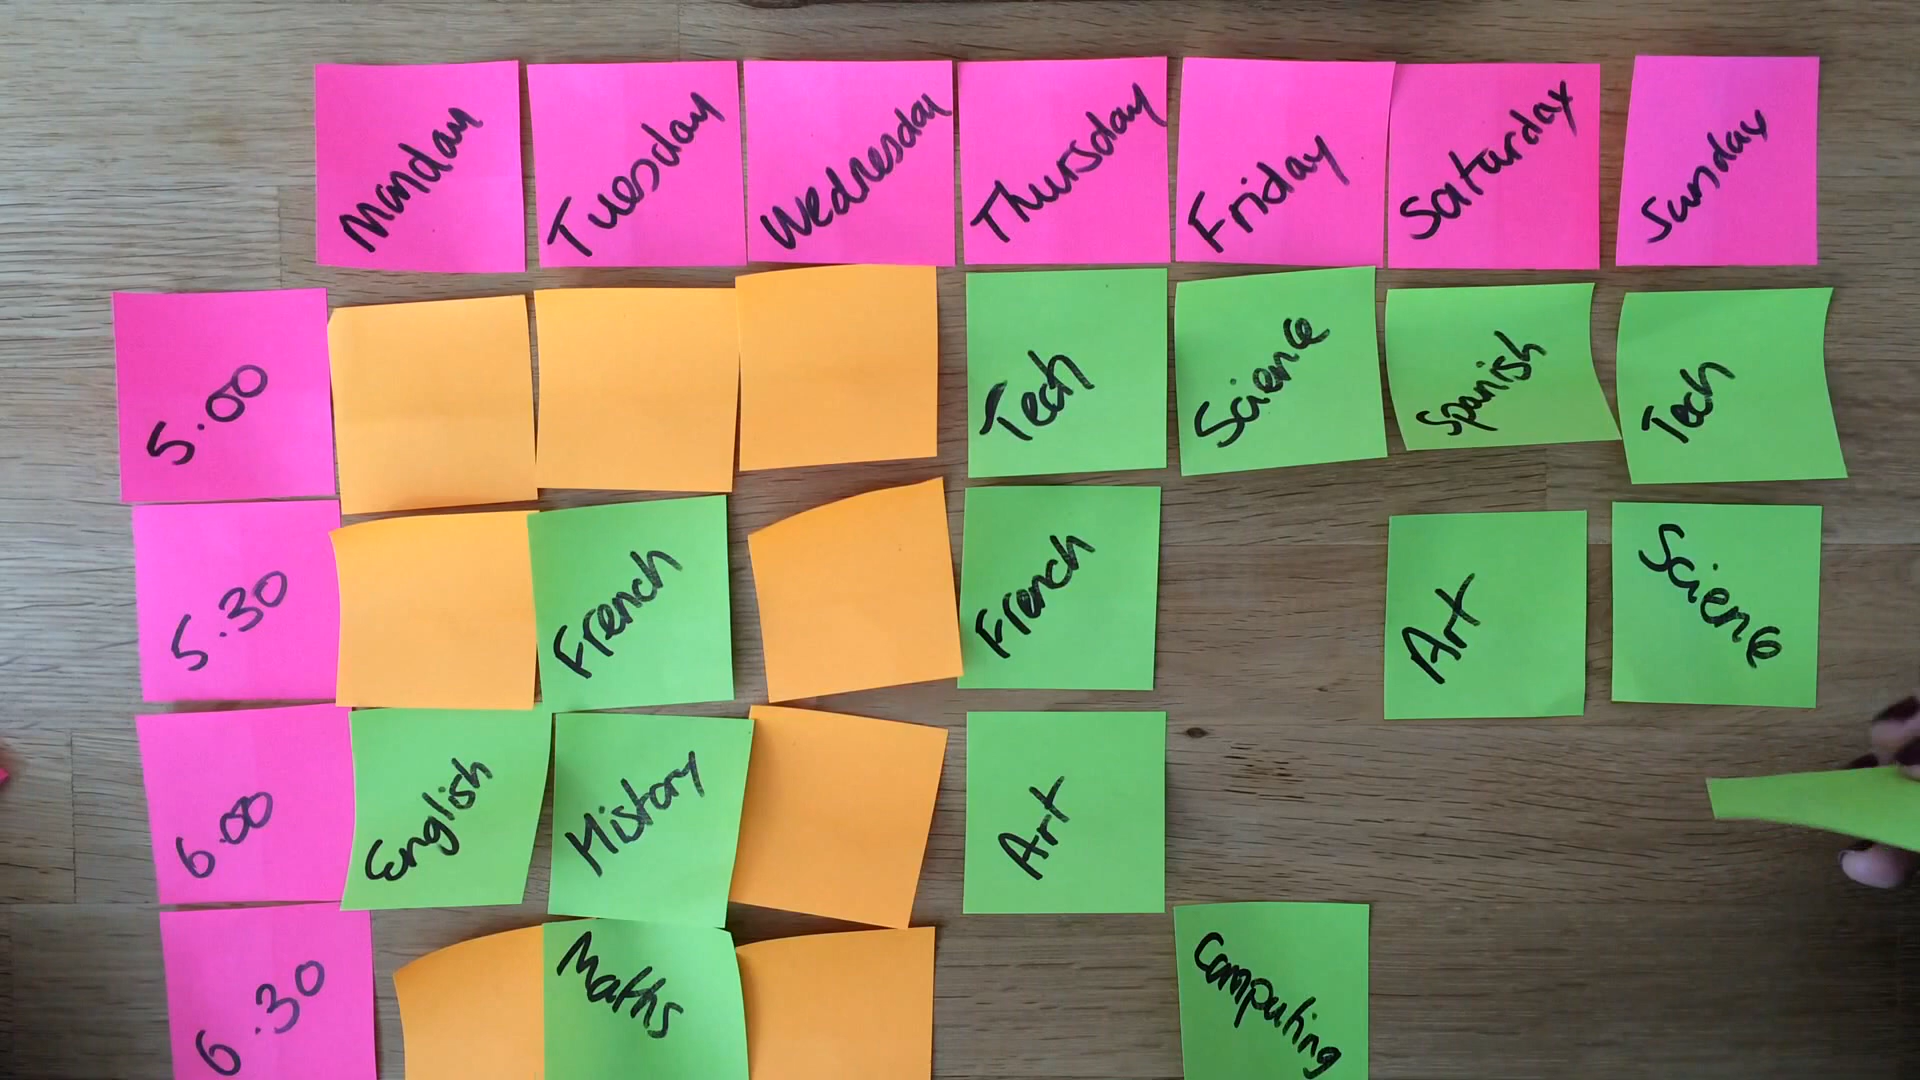 Monday
Tuesday
Wednesday
Thursday
Friday
Saturday
Sunday
5.00
Tech
Science
Spanish
Tech
5.30
French
French
Art
Science
6.00
English
History
Art
6.30
Maths
Computing